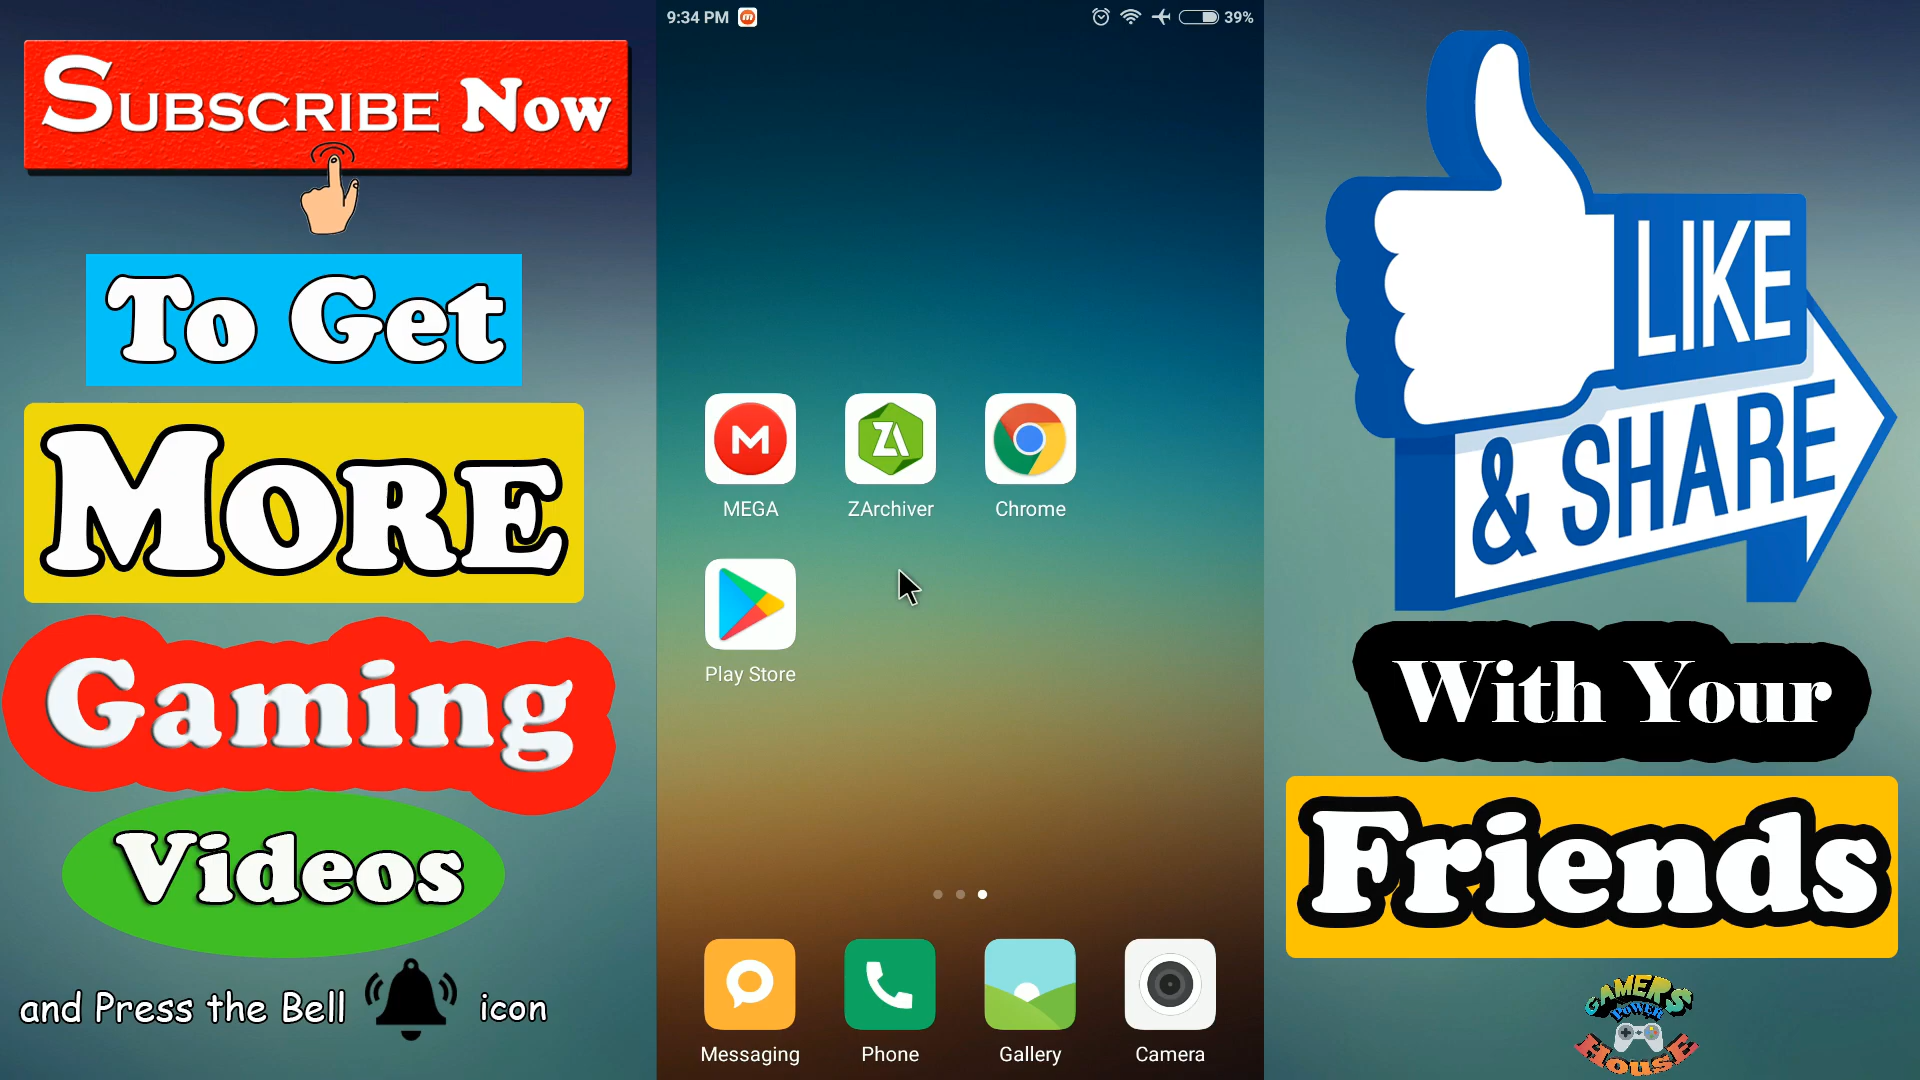 SUBSCRIBE NOW
To Get
MORE
Gaming
Videos
and Press the Bell icon
9:34 PM
39%
MEGA
ZArchiver
Chrome
Play Store
Messaging
Phone
Gallery
Camera
LIKE
& SHARE
With Your
Friends
GAMERS
POWER
HOUSE